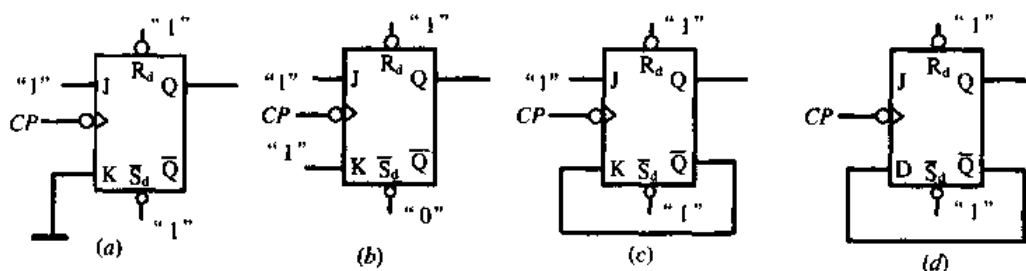 “1” “1” “1” “1”
R_d R_d R_d R_d
“1” J Q “1” J Q “1” J Q J Q
CP CP CP CP
K S̅_d Q̅ “1” K S̅_d Q̅ K S̅_d Q̅ D S̅_d Q̅
“1” “0” “1” “1”
(a) (b) (c) (d)